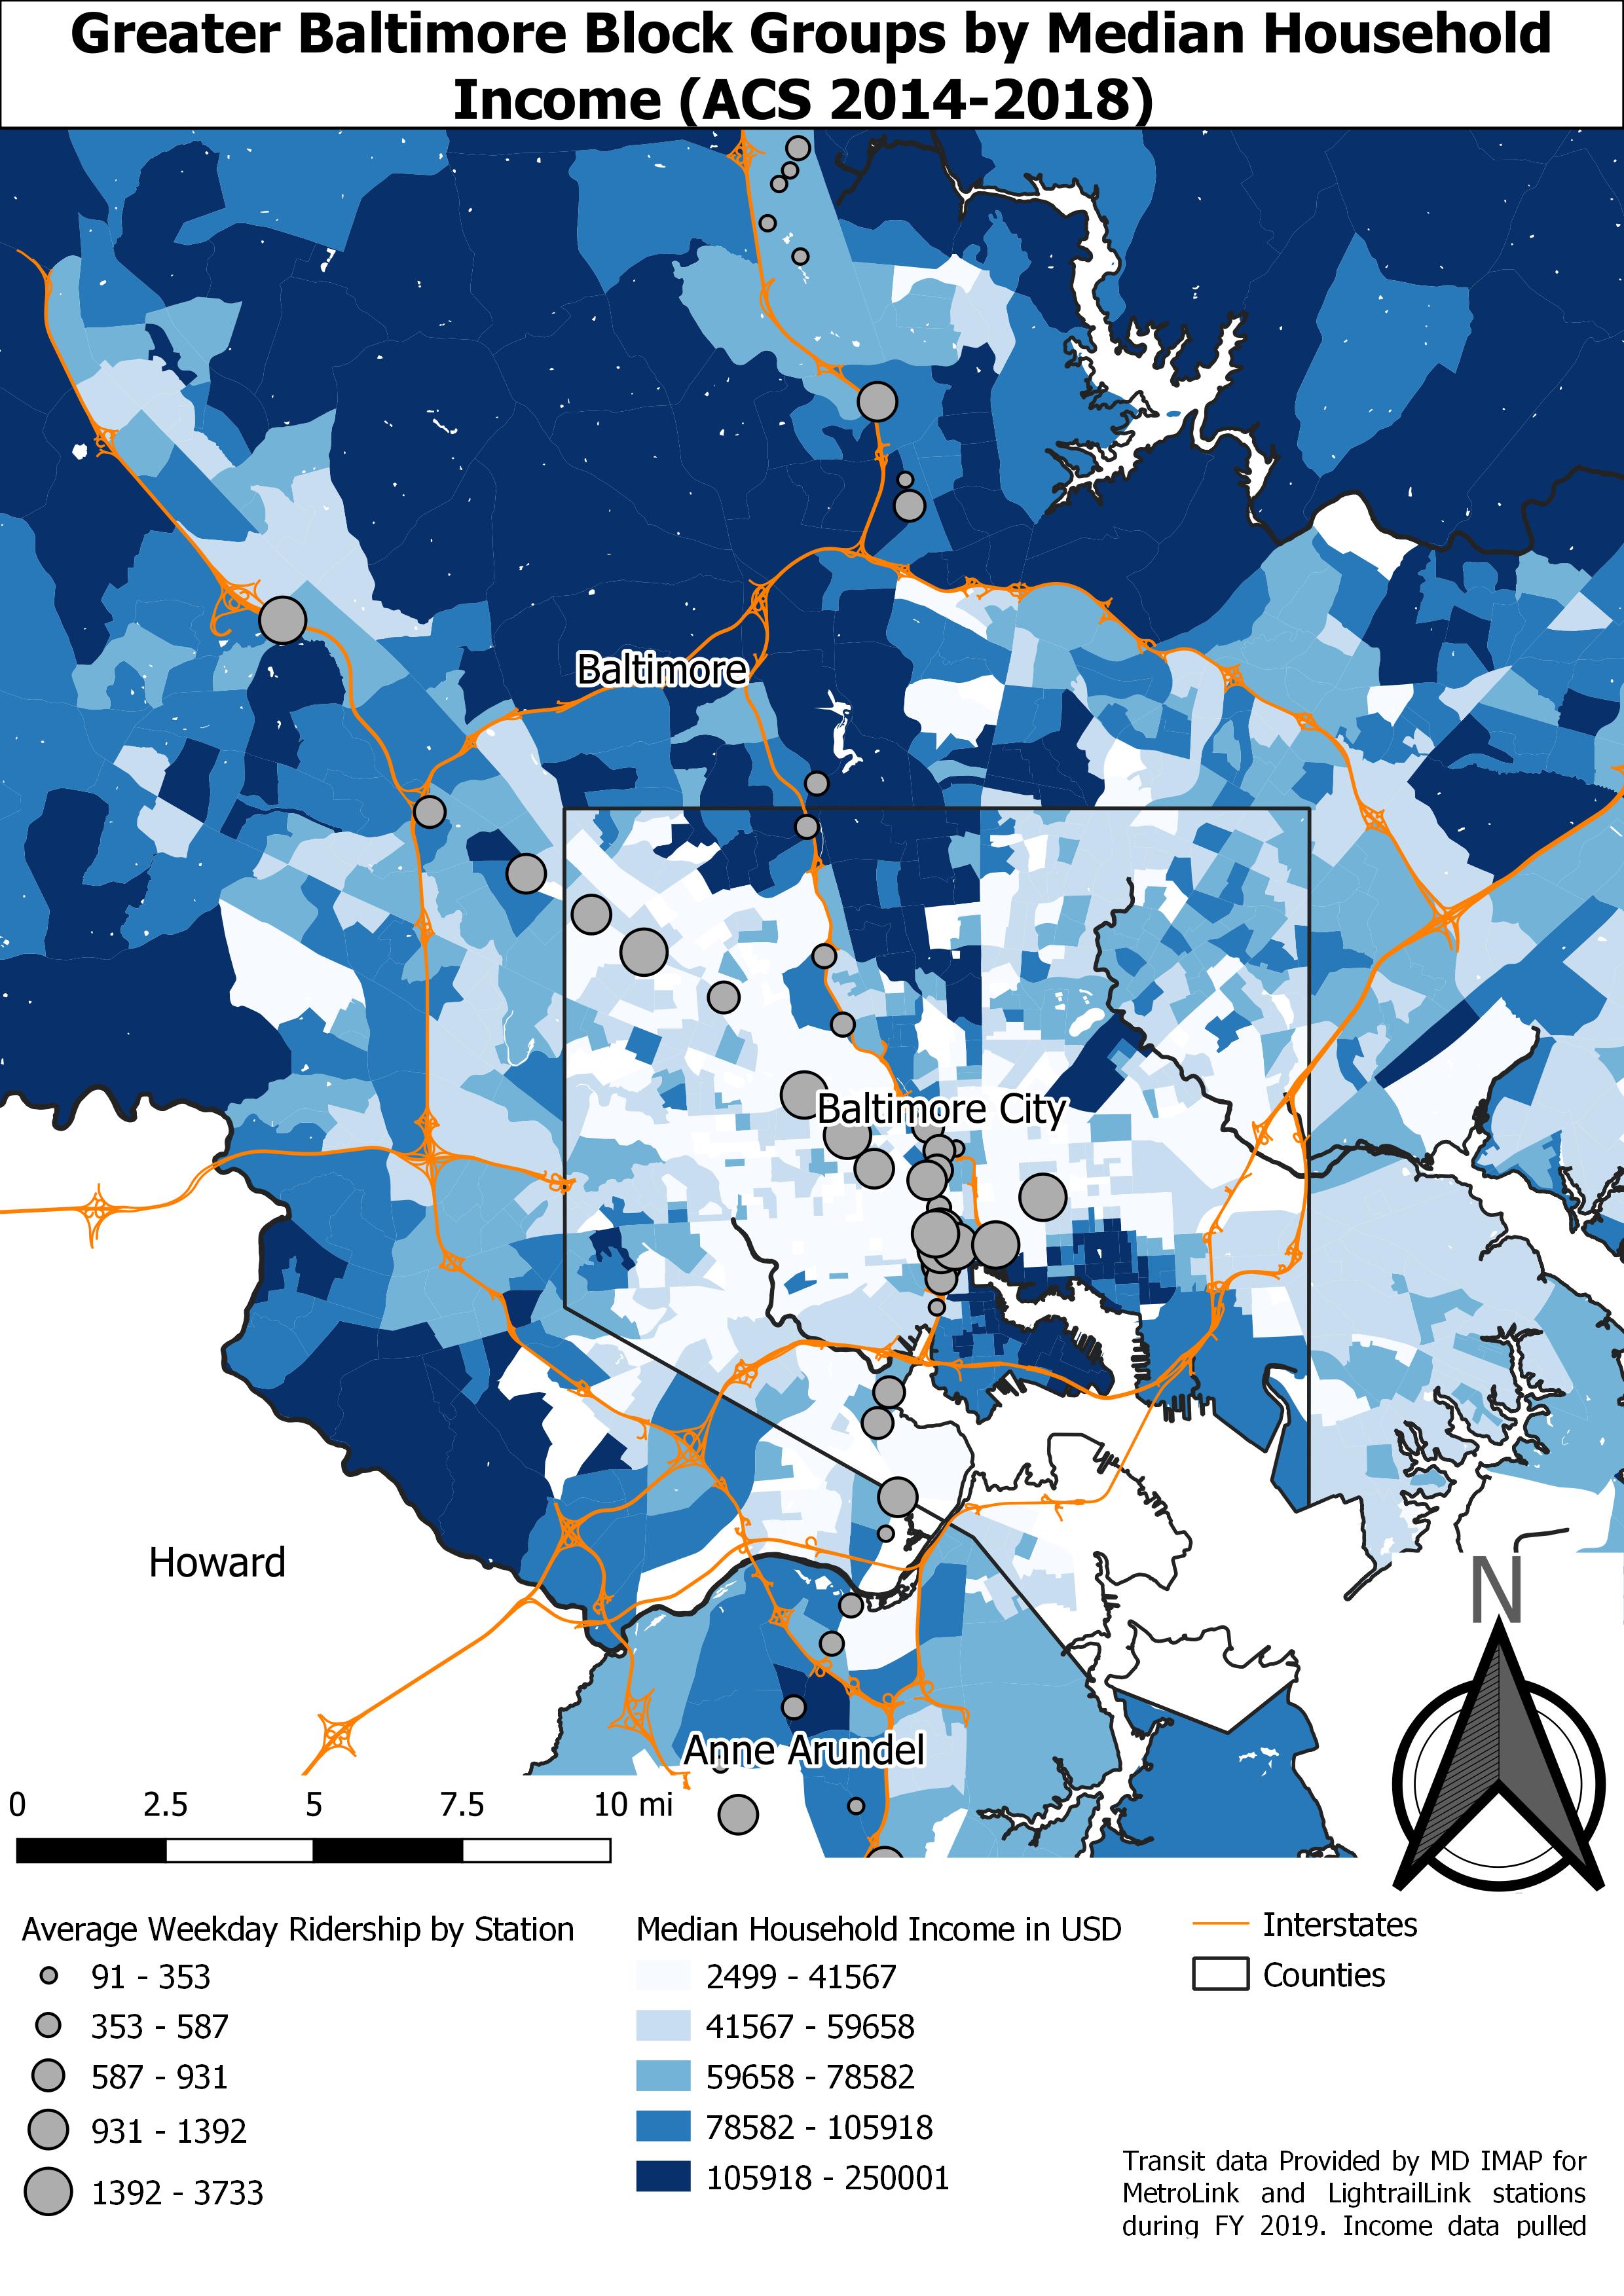 Greater Baltimore Block Groups by Median Household
Income (ACS 2014-2018)
Baltimore
Baltimore City
Howard
N
Anne Arundel
0 2.5 5 7.5 10 mi
Average Weekday Ridership by Station
91 - 353
353 - 587
587 - 931
931 - 1392
1392 - 3733
Median Household Income in USD
2499 - 41567
41567 - 59658
59658 - 78582
78582 - 105918
105918 - 250001
Interstates
Counties
Transit data Provided by MD IMAP for
MetroLink and LightrailLink stations
during FY 2019. Income data pulled